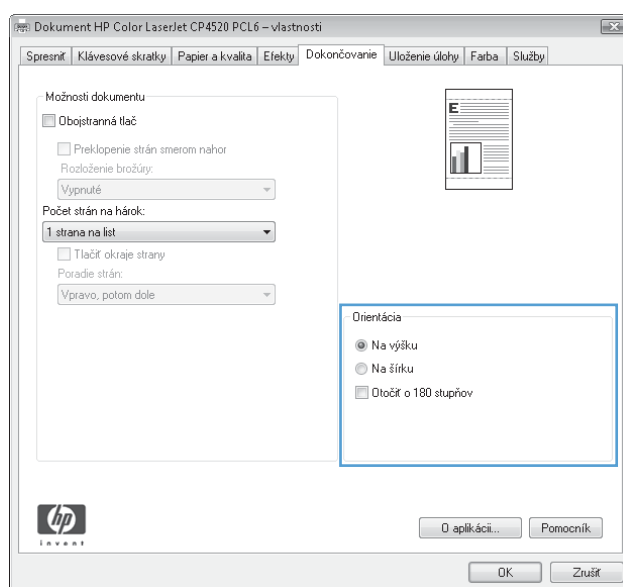 Dokument HP Color LaserJet CP4520 PCL6 – vlastnosti
Spresniť Klávesové skratky Papier a kvalita Efekty Dokončovanie Uloženie úlohy Farba Služby
Možnosti dokumentu
Obojstranná tlač
Preklopenie strán smerom nahor
Rozloženie brožúry:
Vypnuté
Počet strán na hárok:
1 strana na list
Tlačiť okraje strany
Poradie strán:
Vpravo, potom dole
E
Orientácia
Na výšku
Na šírku
Otočiť o 180 stupňov
hp
invent
O aplikácii... Pomocník
OK Zrušiť